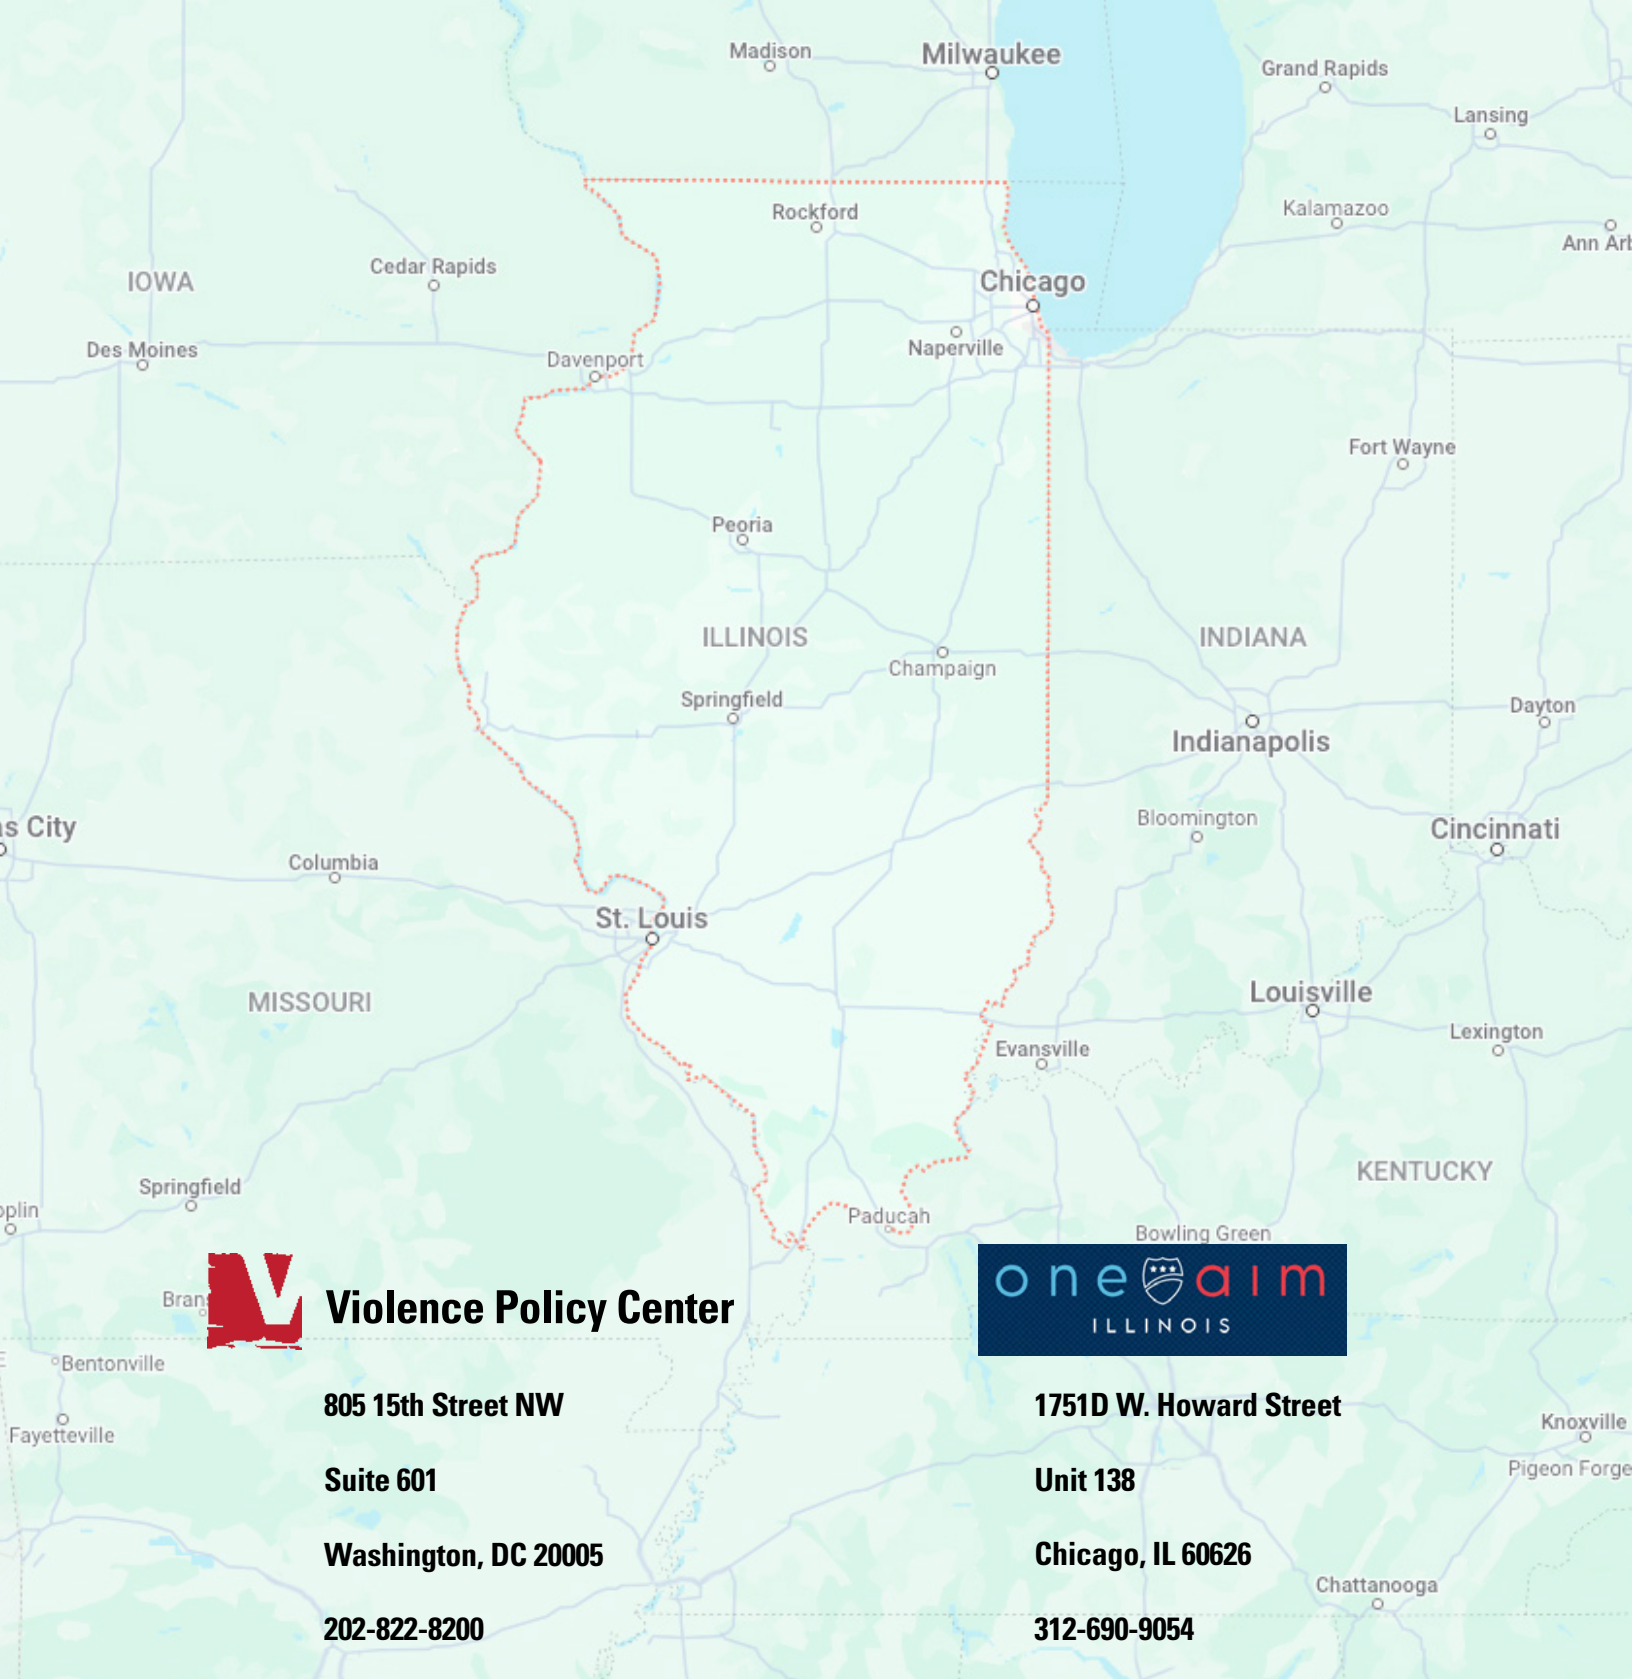 Madison
Milwaukee
Grand Rapids
Lansing
Rockford
Kalamazoo
Ann Arb
Cedar Rapids
IOWA
Chicago
Des Moines
Davenport
Naperville
Fort Wayne
Peoria
ILLINOIS
INDIANA
Champaign
Springfield
Dayton
Indianapolis
as City
Bloomington
Cincinnati
Columbia
St. Louis
MISSOURI
Louisville
Lexington
Evansville
KENTUCKY
Springfield
oplin
Paducah
Bowling Green
Brans
Violence Policy Center
one aim
ILLINOIS
Bentonville
Fayetteville
Knoxville
Pigeon Forge
Chattanooga
805 15th Street NW
Suite 601
Washington, DC 20005
202-822-8200
1751D W. Howard Street
Unit 138
Chicago, IL 60626
312-690-9054